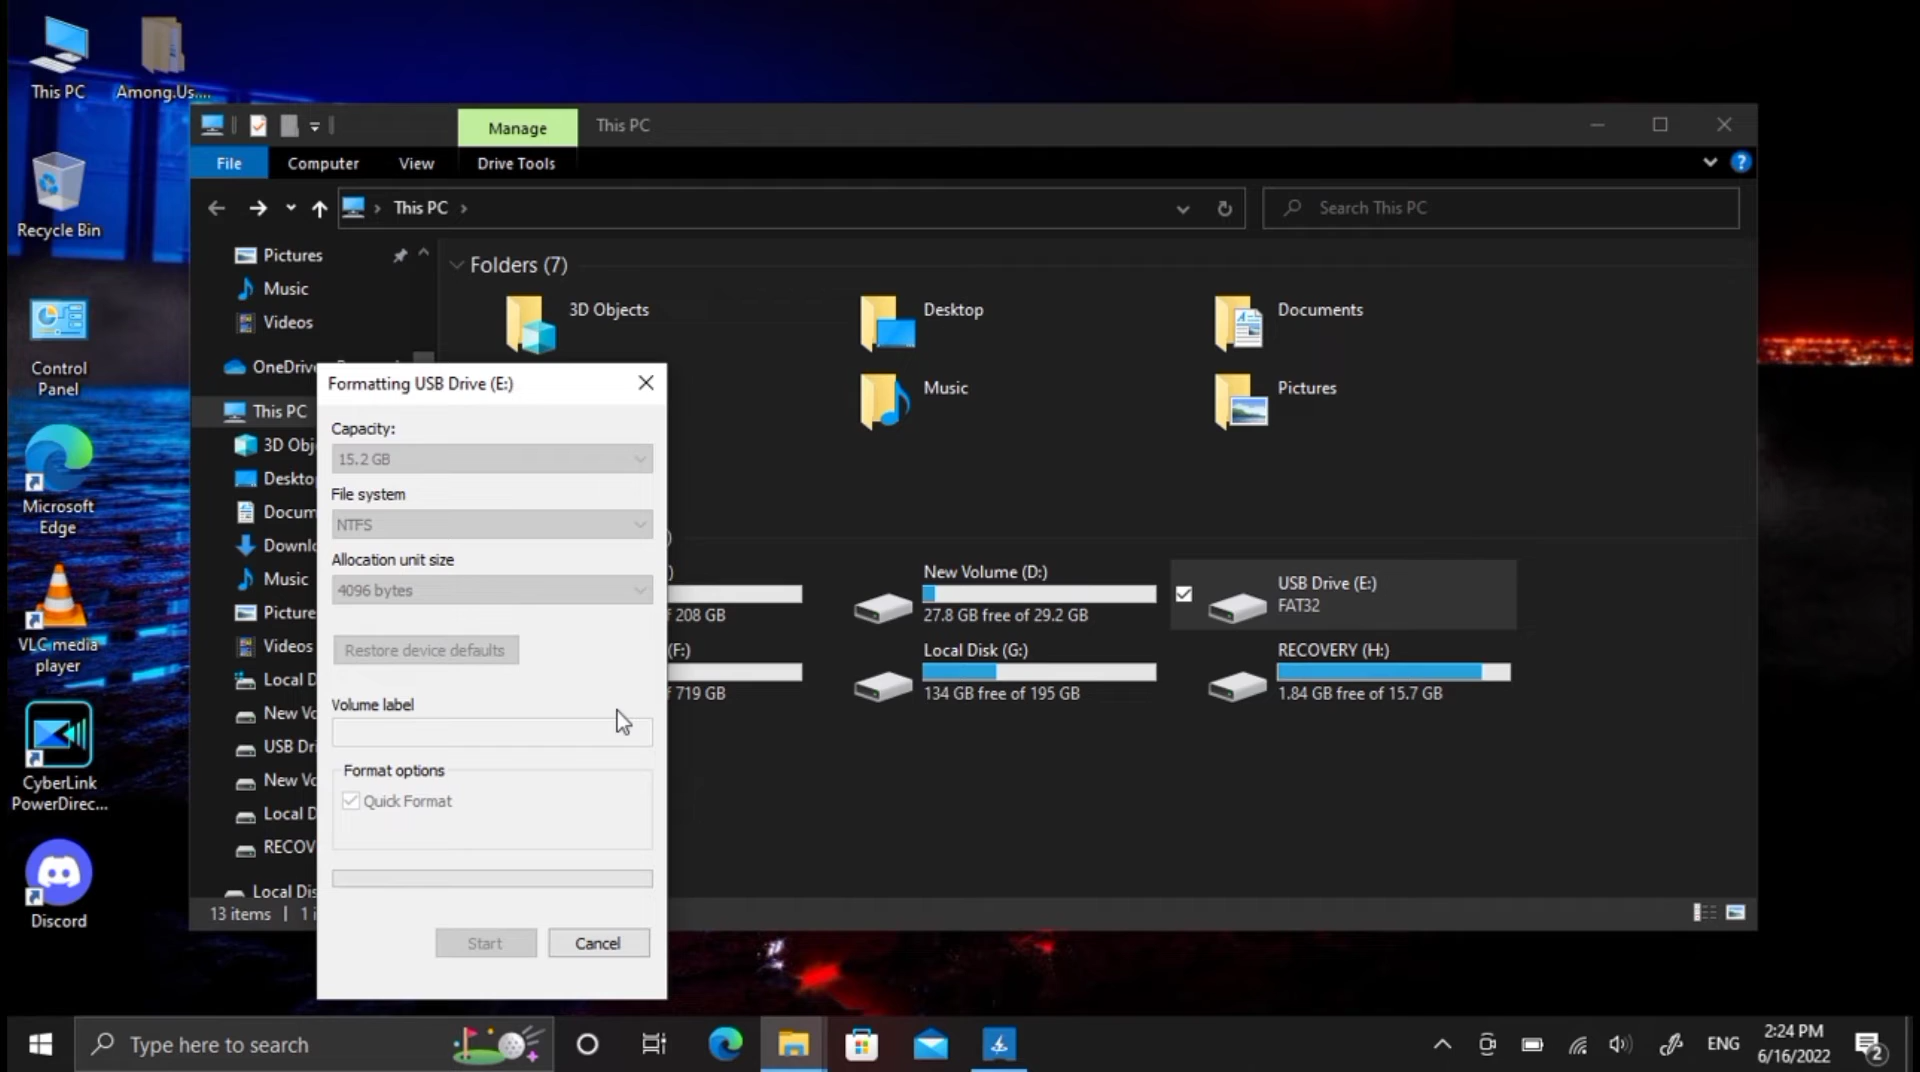 This PC
Among.Us....
Recycle Bin
Control
Panel
Microsoft
Edge
VLC media
player
CyberLink
PowerDirec...
Discord
Manage
This PC
File
Computer
View
Drive Tools
This PC
Search This PC
Pictures
Music
Videos
OneDrive
This PC
3D Obj
Desktop
Docum
Downlo
Music
Picture
Videos
Local D
New Vo
USB Dri
New Vo
Local D
RECOV
Local Dis
13 items
1 i
Folders (7)
3D Objects
Desktop
Documents
Music
Pictures
)
)
208 GB
New Volume (D:)
27.8 GB free of 29.2 GB
USB Drive (E:)
FAT32
(F:)
719 GB
Local Disk (G:)
134 GB free of 195 GB
RECOVERY (H:)
1.84 GB free of 15.7 GB
Formatting USB Drive (E:)
Capacity:
15.2 GB
File system
NTFS
Allocation unit size
4096 bytes
Restore device defaults
Volume label
Format options
Quick Format
Start
Cancel
Type here to search
ENG
2:24 PM
6/16/2022
2